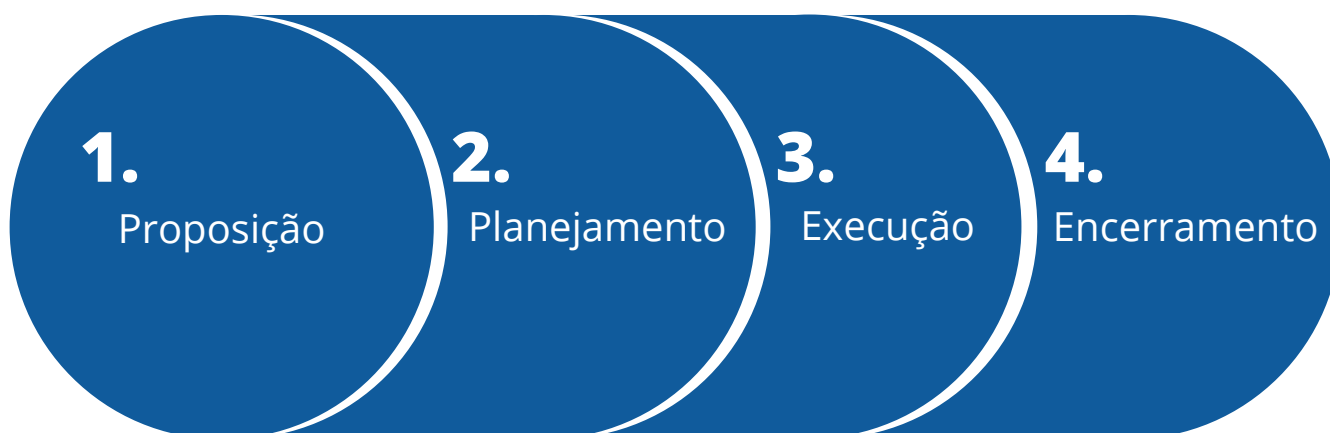 1.
Proposição
2.
Planejamento
3.
Execução
4.
Encerramento